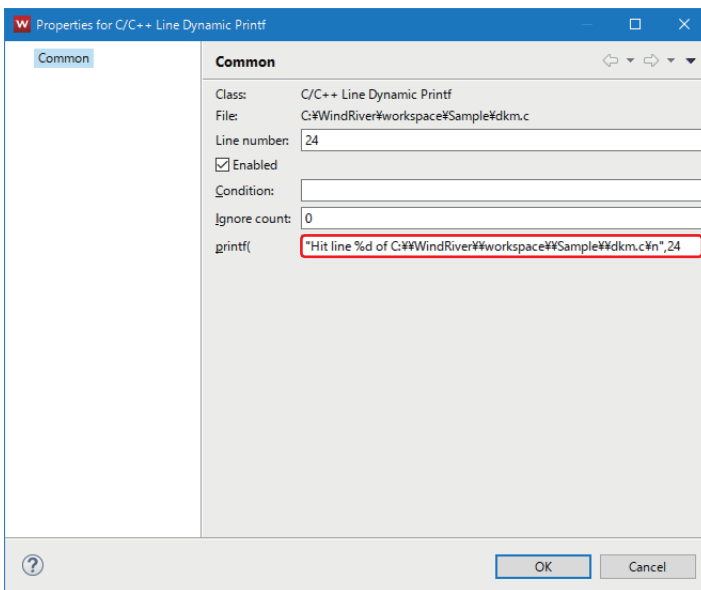 W Properties for C/C++ Line Dynamic Printf
Common
Common
Class: C/C++ Line Dynamic Printf
File: C:¥WindRiver¥workspace¥Sample¥dkm.c
Line number: 24
Enabled
Condition:
Ignore count: 0
printf( "Hit line %d of C:¥¥WindRiver¥¥workspace¥¥Sample¥¥dkm.c¥n",24
?
OK Cancel